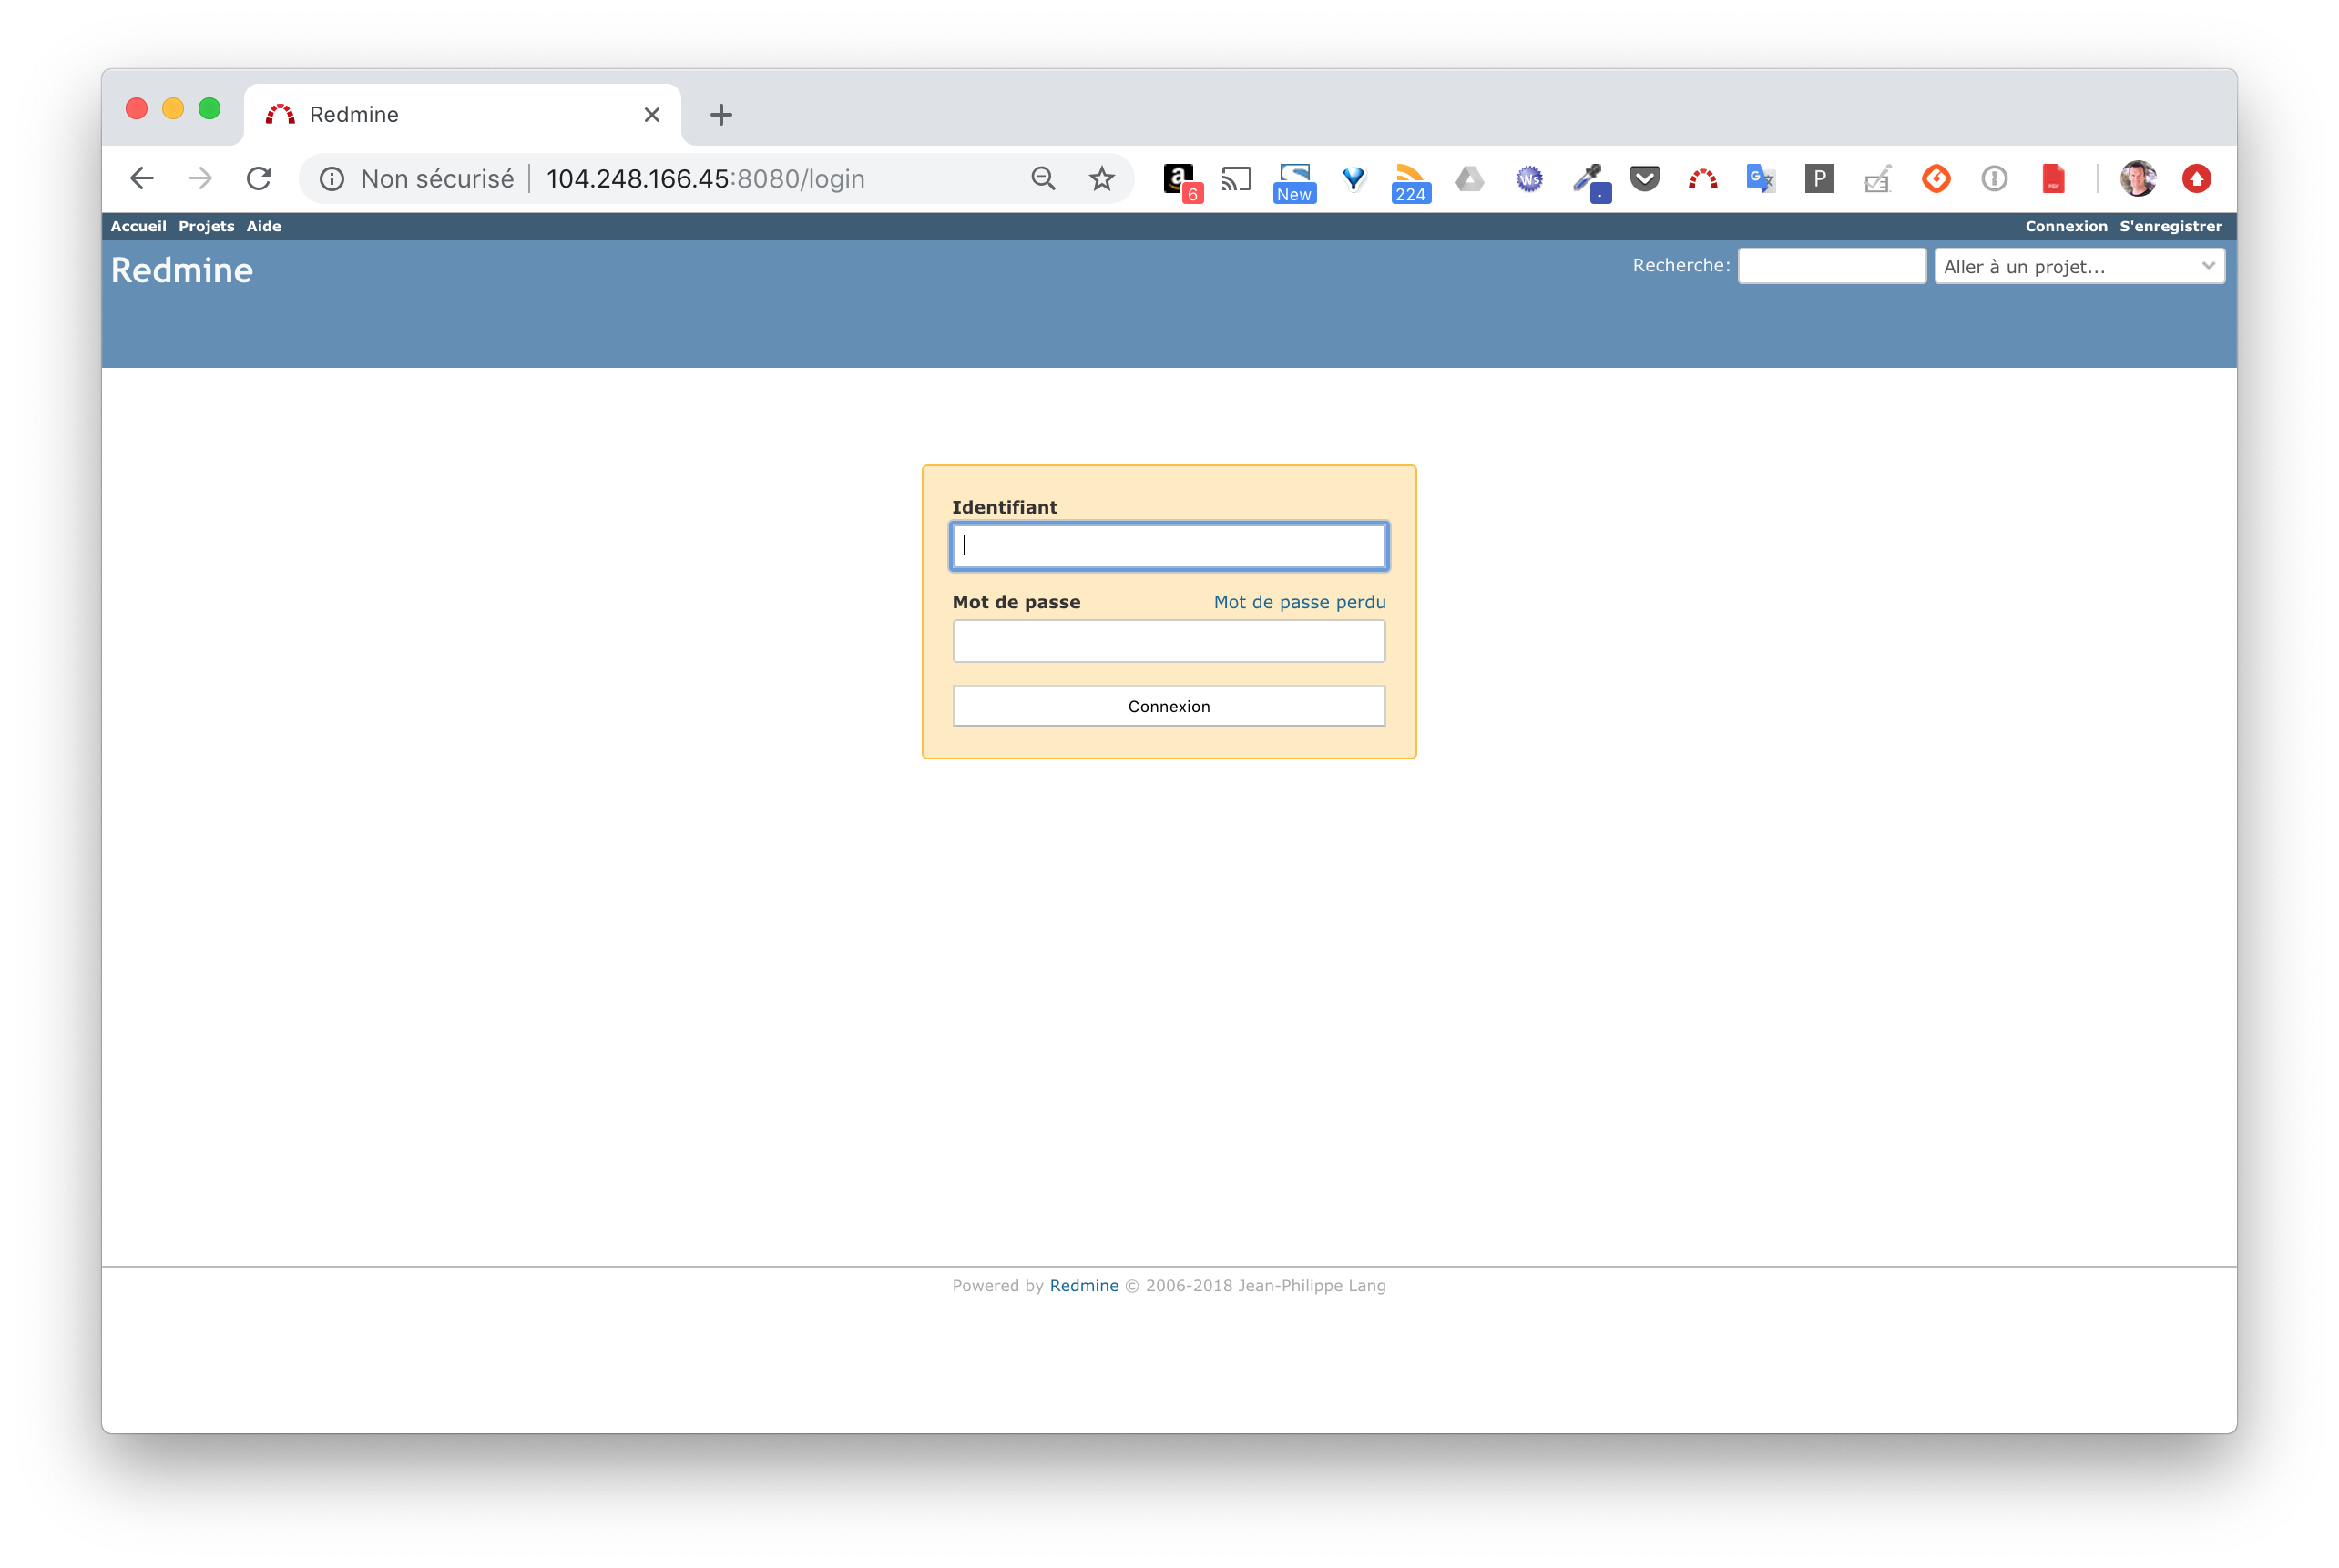 Redmine
Non sécurisé | 104.248.166.45:8080/login
a 6 New Ws 224 G P PDF
Accueil Projets Aide Connexion S'enregistrer
Redmine Recherche: Aller à un projet...
Identifiant
Mot de passe Mot de passe perdu
Connexion
Powered by Redmine © 2006-2018 Jean-Philippe Lang